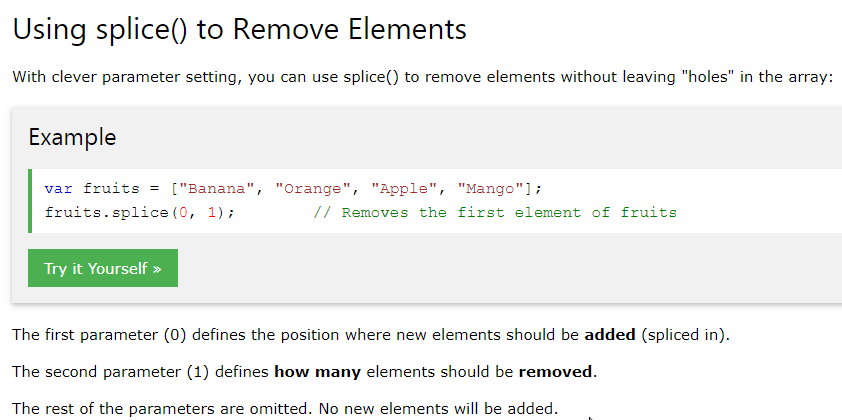 Using splice() to Remove Elements
With clever parameter setting, you can use splice() to remove elements without leaving "holes" in the array:
Example
var fruits = ["Banana", "Orange", "Apple", "Mango"];
fruits.splice(0, 1);        // Removes the first element of fruits
Try it Yourself »
The first parameter (0) defines the position where new elements should be added (spliced in).
The second parameter (1) defines how many elements should be removed.
The rest of the parameters are omitted. No new elements will be added.